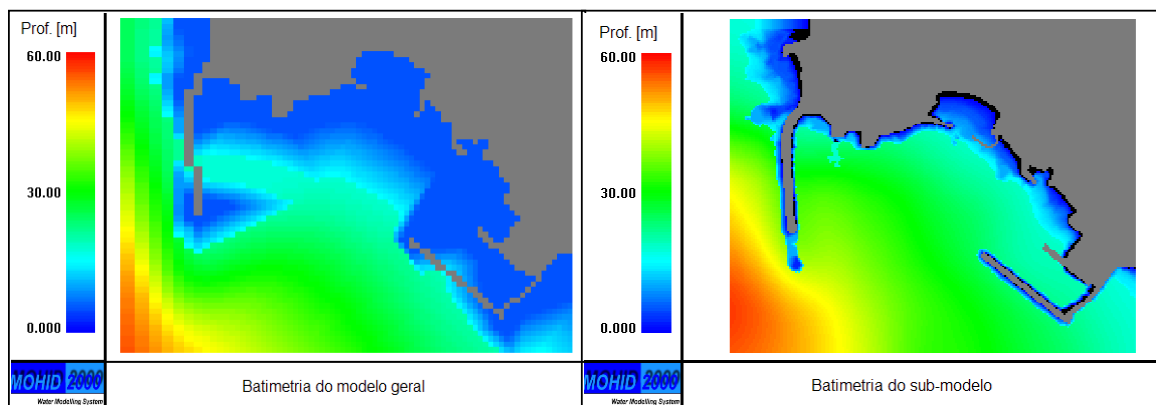 Prof. [m]
60.00
30.00
0.000
MOHID 2000
Water Modelling System
Batimetria do modelo geral
Prof. [m]
60.00
30.00
0.000
MOHID 2000
Water Modelling System
Batimetria do sub-modelo